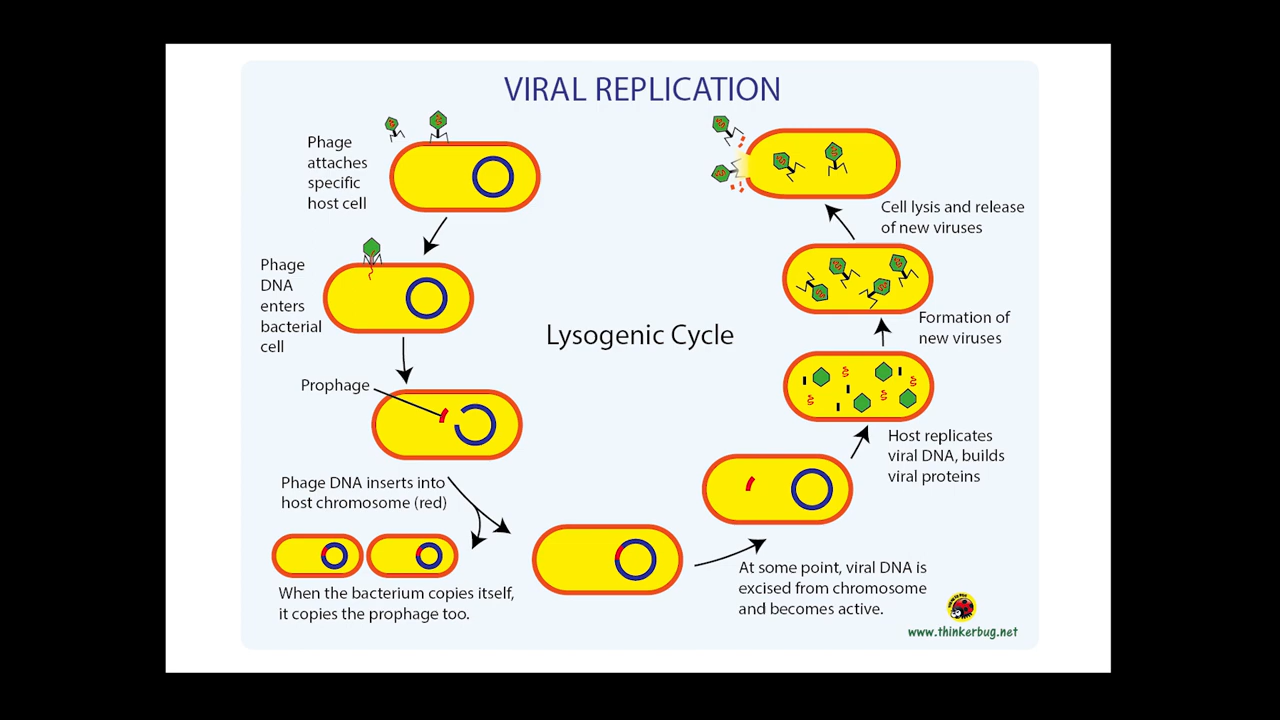 VIRAL REPLICATION
Phage
attaches
specific
host cell
Phage
DNA
enters
bacterial
cell
Prophage
Phage DNA inserts into
host chromosome (red)
When the bacterium copies itself,
it copies the prophage too.
Lysogenic Cycle
At some point, viral DNA is
excised from chromosome
and becomes active.
Host replicates
viral DNA, builds
viral proteins
Formation of
new viruses
Cell lysis and release
of new viruses
www.thinkerbug.net